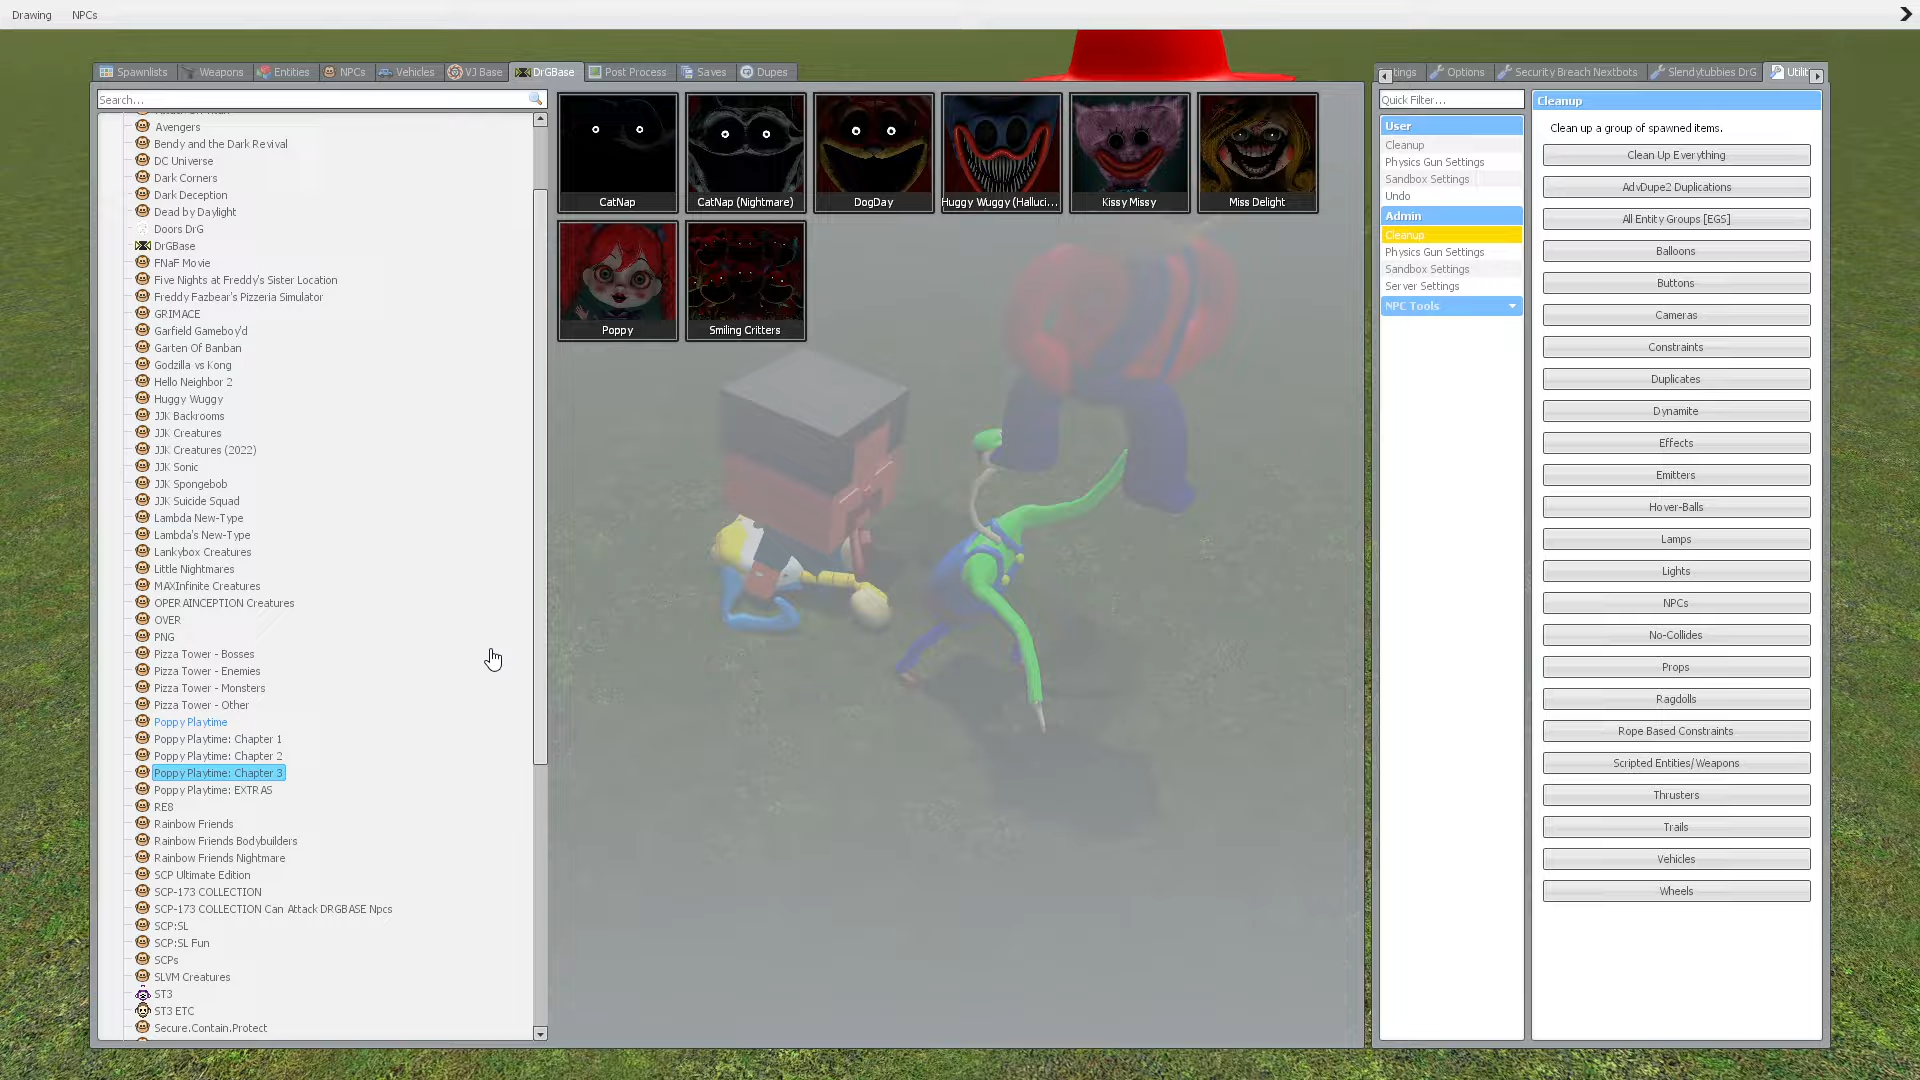 Drawing NPCs
Spawnlists Weapons Entities NPCs Vehicles VJ Base DrGBase Post Process Saves Dupes
Search...
Avengers
Bendy and the Dark Revival
DC Universe
Dark Corners
Dark Deception
Dead by Daylight
Doors DrG
DrGBase
FNaF Movie
Five Nights at Freddy's Sister Location
Freddy Fazbear's Pizzeria Simulator
GRIMACE
Garfield Gameboy'd
Garten Of Banban
Godzilla vs Kong
Hello Neighbor 2
Huggy Wuggy
JJK Backrooms
JJK Creatures
JJK Creatures (2022)
JJK Sonic
JJK Spongebob
JJK Suicide Squad
Lambda New-Type
Lambda's New-Type
Lankybox Creatures
Little Nightmares
MAXInfinite Creatures
OPERAINCEPTION Creatures
OVER
PNG
Pizza Tower - Bosses
Pizza Tower - Enemies
Pizza Tower - Monsters
Pizza Tower - Other
Poppy Playtime
Poppy Playtime: Chapter 1
Poppy Playtime: Chapter 2
Poppy Playtime: Chapter 3
Poppy Playtime: EXTRAS
RE8
Rainbow Friends
Rainbow Friends Bodybuilders
Rainbow Friends Nightmare
SCP Ultimate Edition
SCP-173 COLLECTION
SCP-173 COLLECTION Can Attack DRGBASE Npcs
SCP:SL
SCP:SL Fun
SCPs
SLVM Creatures
ST3
ST3 ETC
Secure.Contain.Protect
CatNap
CatNap (Nightmare)
DogDay
Huggy Wuggy (Halluci...
Kissy Missy
Miss Delight
Poppy
Smiling Critters
tings Options Security Breach Nextbots Slendytubbies DrG Utilit
Quick Filter...
User
Cleanup
Physics Gun Settings
Sandbox Settings
Undo
Admin
Cleanup
Physics Gun Settings
Sandbox Settings
Server Settings
NPC Tools
Cleanup
Clean up a group of spawned items.
Clean Up Everything
AdvDupe2 Duplications
All Entity Groups [EGS]
Balloons
Buttons
Cameras
Constraints
Duplicates
Dynamite
Effects
Emitters
Hover-Balls
Lamps
Lights
NPCs
No-Collides
Props
Ragdolls
Rope Based Constraints
Scripted Entities/Weapons
Thrusters
Trails
Vehicles
Wheels